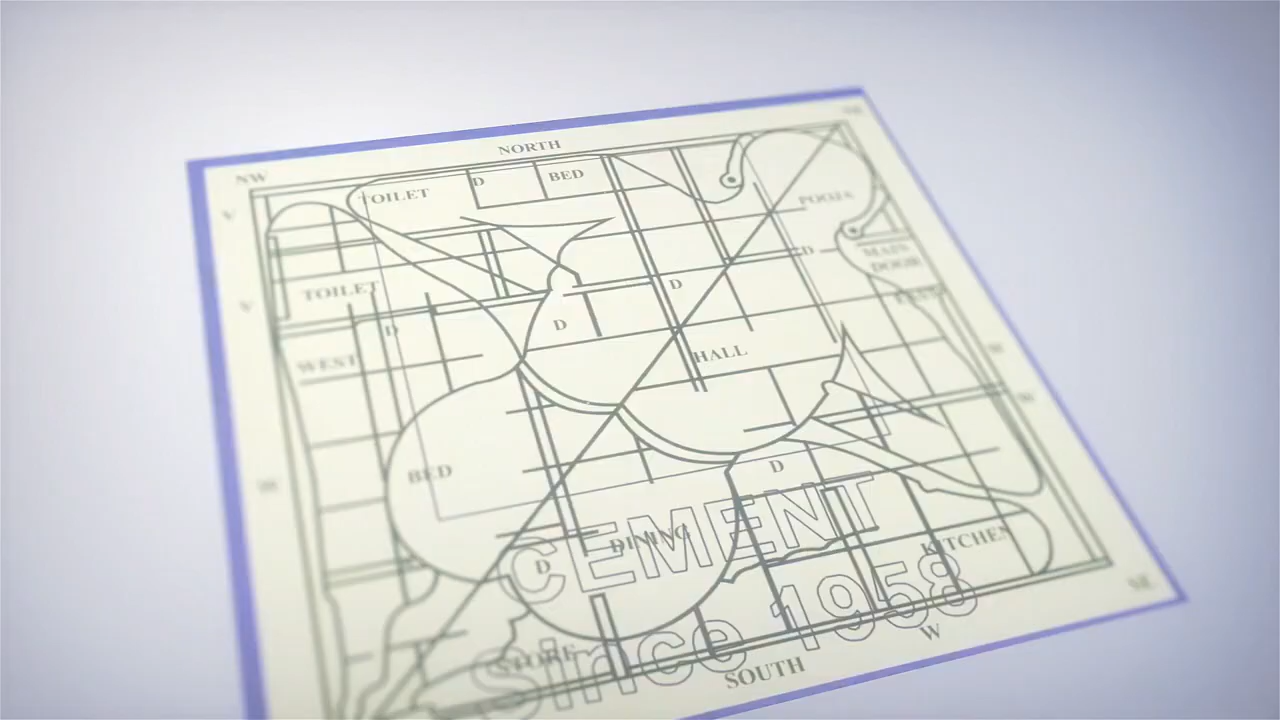 NORTH
NW
TOILET
D
BED
V
POOJA
D
MAIN
DOOR
TOILET
D
V
D
D
WEST
HALL
BED
D
CEMENT
DINING
D
KITCHEN
Since 1958
STORE
W
SOUTH